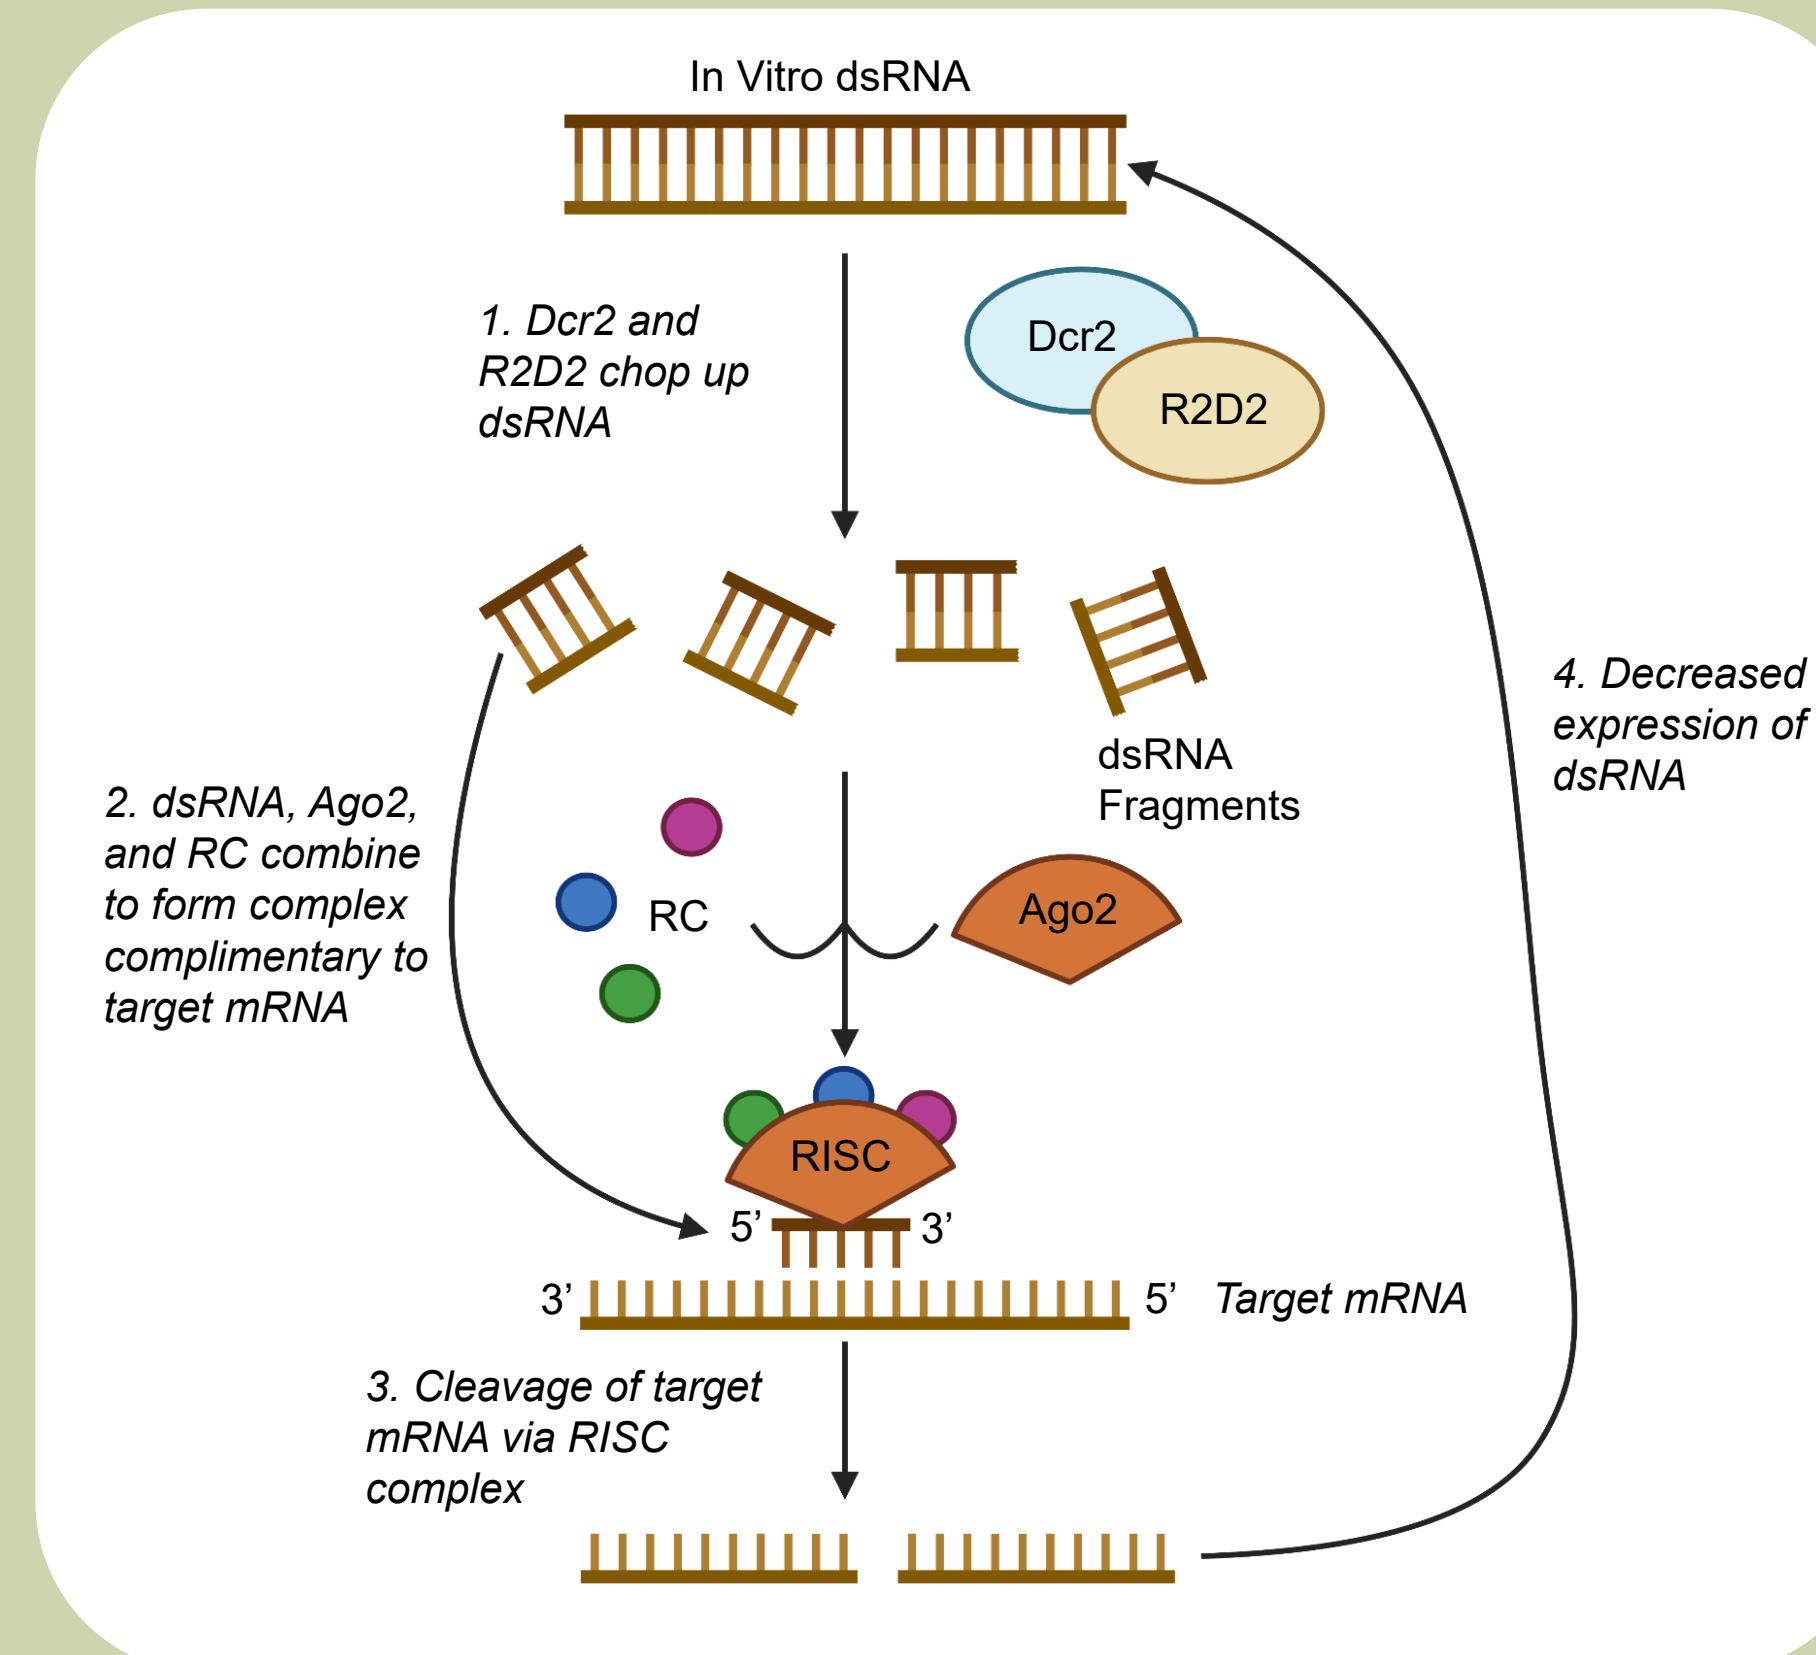 In Vitro dsRNA
1. Dcr2 and
R2D2 chop up
dsRNA
Dcr2
R2D2
dsRNA
Fragments
4. Decreased
expression of
dsRNA
2. dsRNA, Ago2,
and RC combine
to form complex
complimentary to
target mRNA
RC
Ago2
RISC
5’ 3’
3’ 5’ Target mRNA
3. Cleavage of target
mRNA via RISC
complex